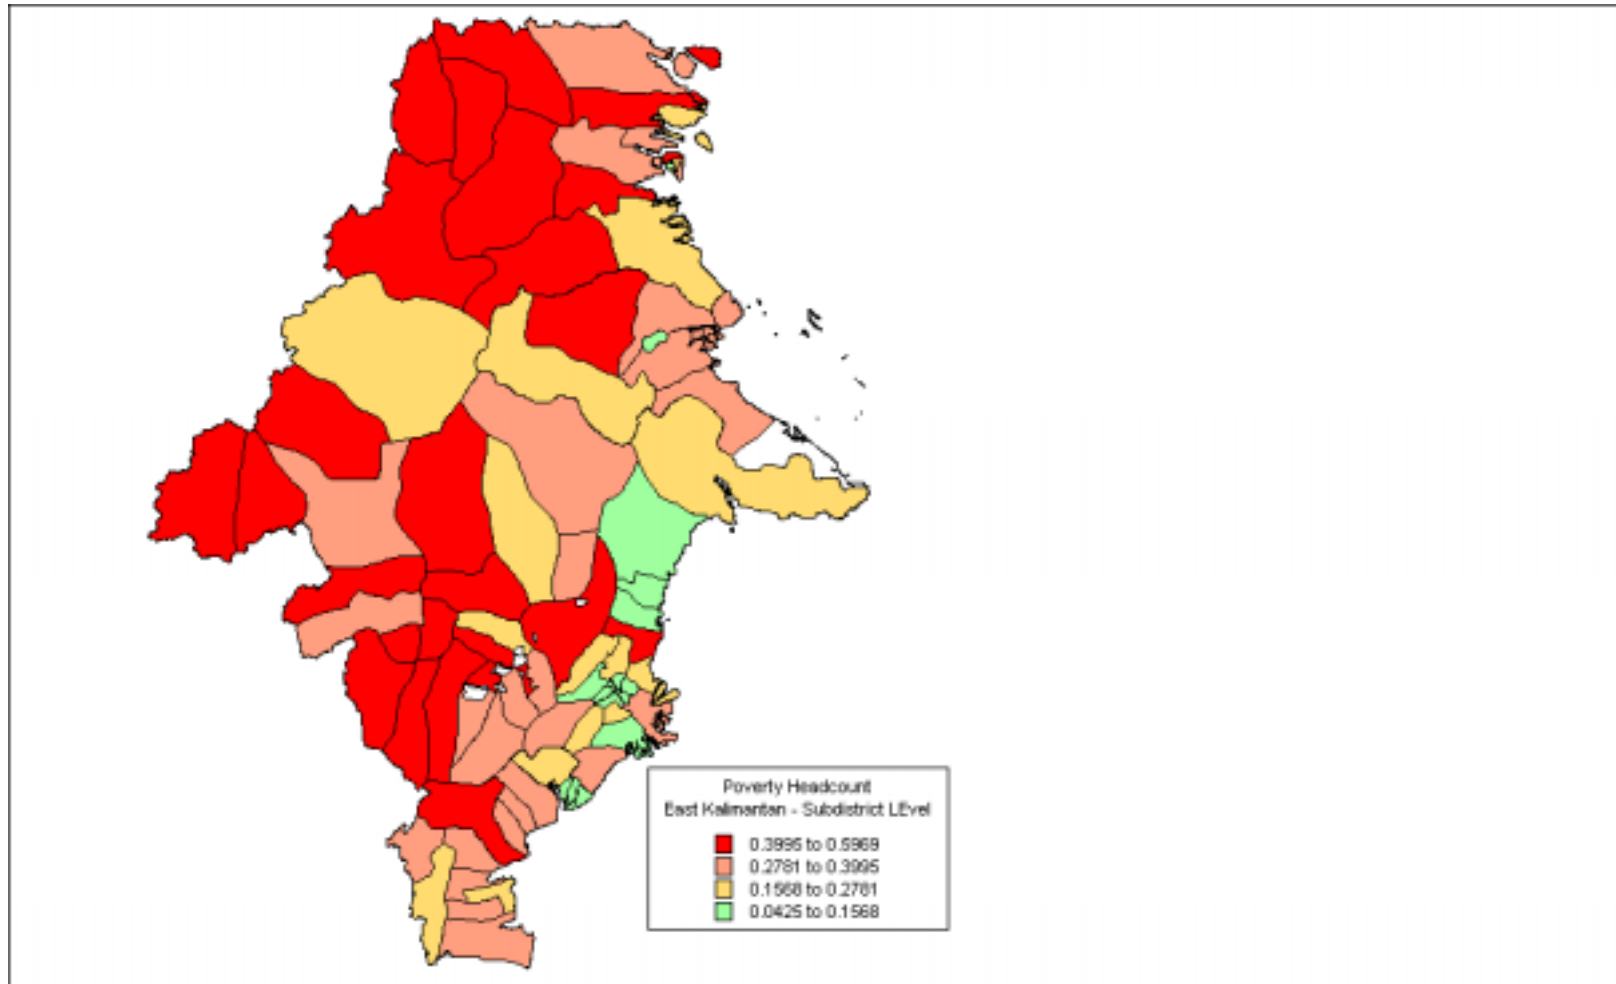 Poverty Headcount
East Kalimantan - Subdistrict LEvel
0.3995 to 0.5969
0.2781 to 0.3995
0.1568 to 0.2781
0.0425 to 0.1568